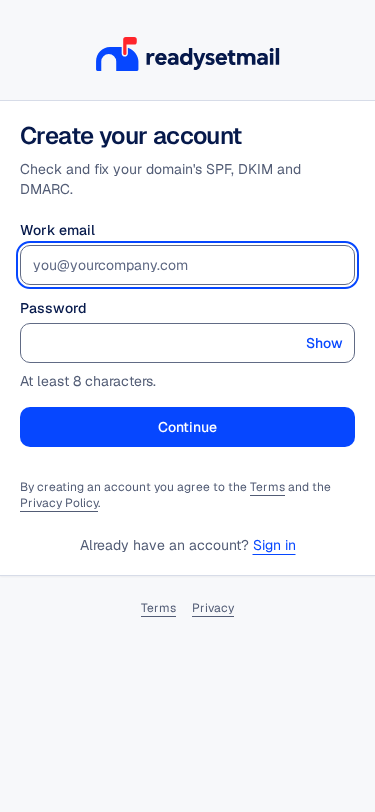 readysetmail
Create your account
Check and fix your domain's SPF, DKIM and
DMARC.
Work email
you@yourcompany.com
Password
Show
At least 8 characters.
Continue
By creating an account you agree to the Terms and the
Privacy Policy.
Already have an account? Sign in
Terms Privacy